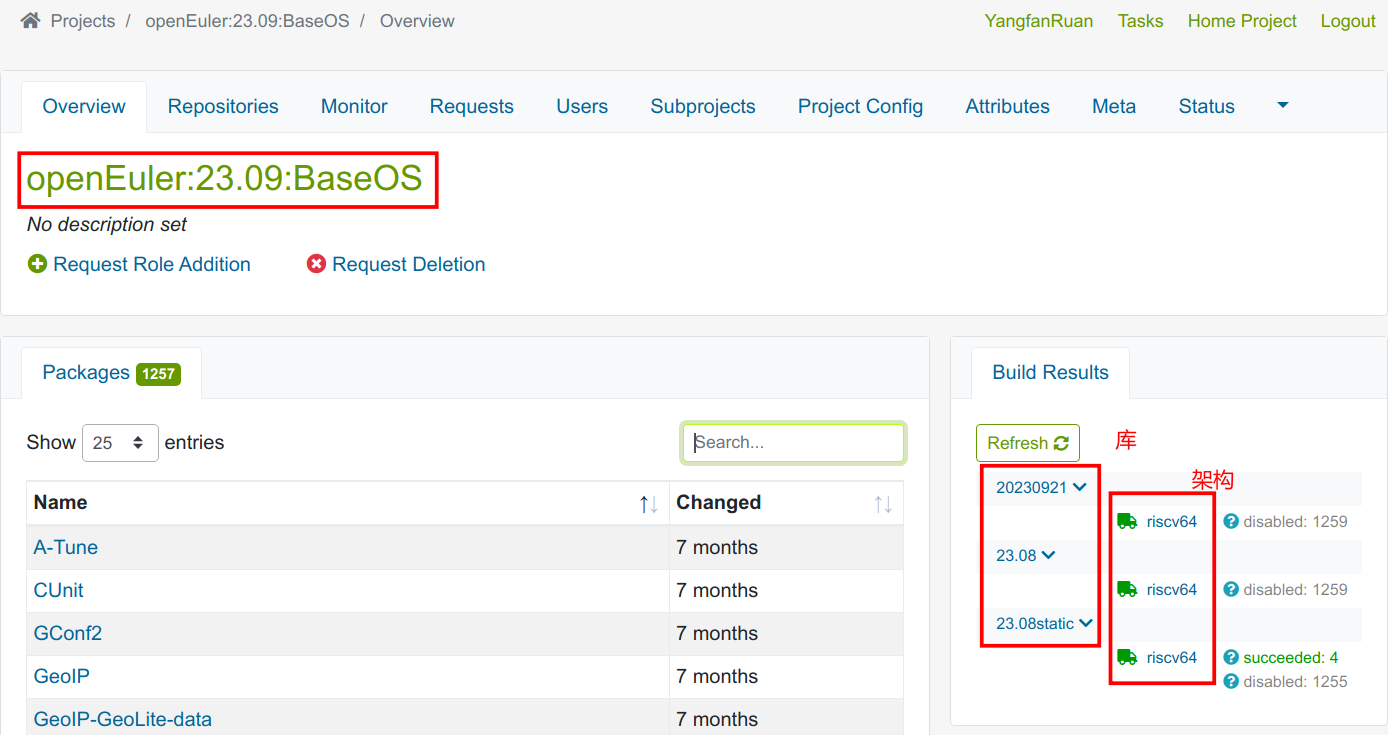 Projects / openEuler:23.09:BaseOS / Overview
YangfanRuan Tasks Home Project Logout
Overview Repositories Monitor Requests Users Subprojects Project Config Attributes Meta Status
openEuler:23.09:BaseOS
No description set
Request Role Addition Request Deletion
Packages 1257
Show 25 entries
Search...
Name Changed
A-Tune 7 months
CUnit 7 months
GConf2 7 months
GeoIP 7 months
GeoIP-GeoLite-data 7 months
Build Results
Refresh 库
架构
20230921
riscv64 disabled: 1259
23.08
riscv64 disabled: 1259
23.08static
riscv64 succeeded: 4
disabled: 1255